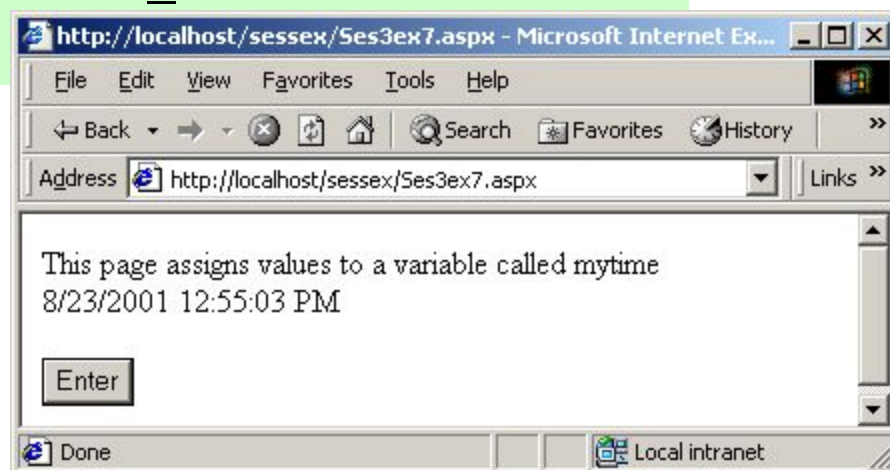 http://localhost/sessex/Ses3ex7.aspx - Microsoft Internet Ex...
File Edit View Favorites Tools Help
Back Search Favorites History »
Address http://localhost/sessex/Ses3ex7.aspx Links »
This page assigns values to a variable called mytime
8/23/2001 12:55:03 PM
Enter
Done Local intranet